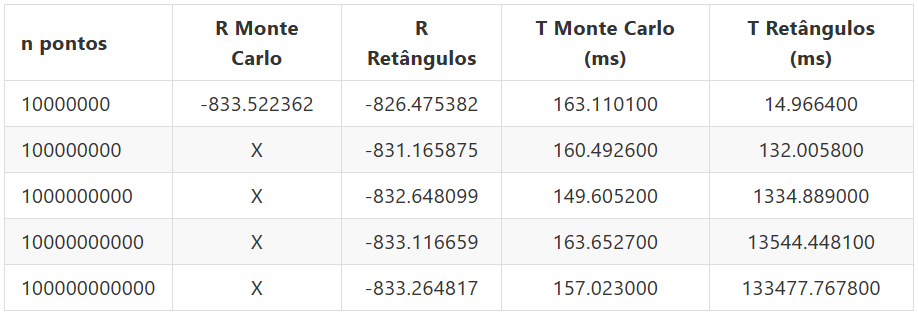 n pontos R Monte Carlo R Retângulos T Monte Carlo (ms) T Retângulos (ms)
10000000 -833.522362 -826.475382 163.110100 14.966400
100000000 X -831.165875 160.492600 132.005800
1000000000 X -832.648099 149.605200 1334.889000
10000000000 X -833.116659 163.652700 13544.448100
100000000000 X -833.264817 157.023000 133477.767800